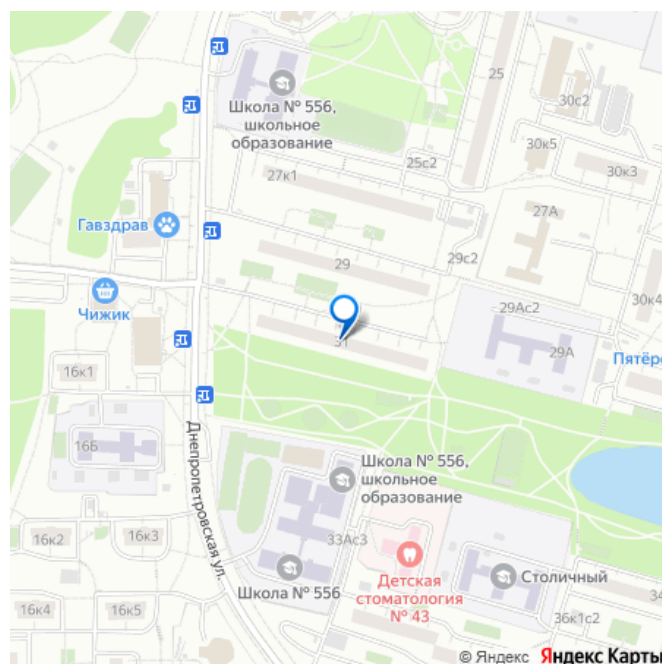 25
30с2
Школа № 556,
школьное
образование
25с2
30к5
30к3
27к1
27А
Гавздрав
29с2
29
30к4
Чижик
29Ас2
31
29А
16к1
Днепропетровская ул.
16Б
Школа № 556,
школьное
образование
16к2
16к3
33Ас3
Детская
стоматология
№ 43
Столичный
Школа № 556
16к4
16к5
36к1с2
© Яндекс Яндекс Карты